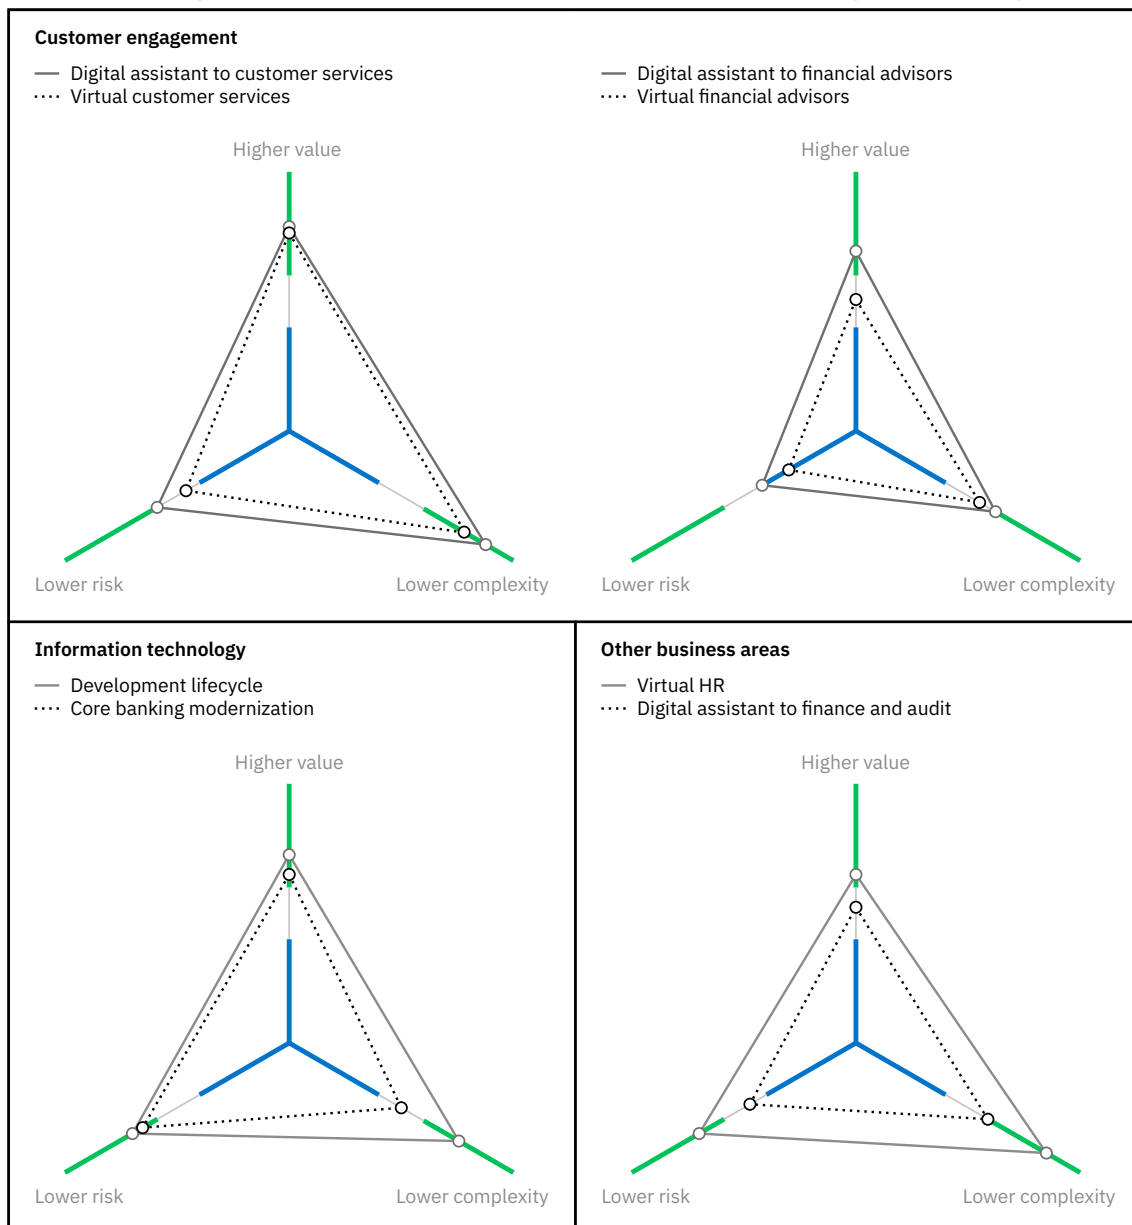 Customer engagement
Digital assistant to customer services
Virtual customer services
Digital assistant to financial advisors
Virtual financial advisors
Higher value
Lower risk
Lower complexity
Higher value
Lower risk
Lower complexity
Information technology
Development lifecycle
Core banking modernization
Higher value
Lower risk
Lower complexity
Other business areas
Virtual HR
Digital assistant to finance and audit
Higher value
Lower risk
Lower complexity